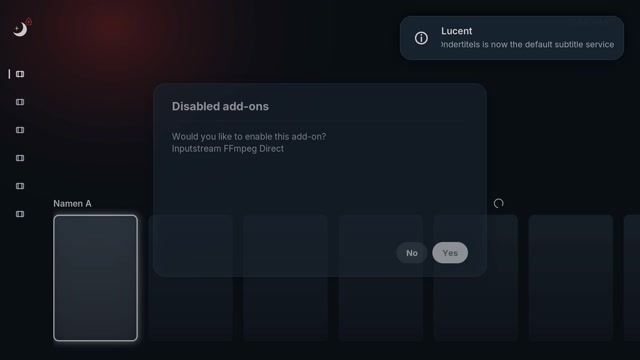 Lucent
Ondertitels is now the default subtitle service
Disabled add-ons
Would you like to enable this add-on?
Inputstream FFmpeg Direct
Namen A
No
Yes